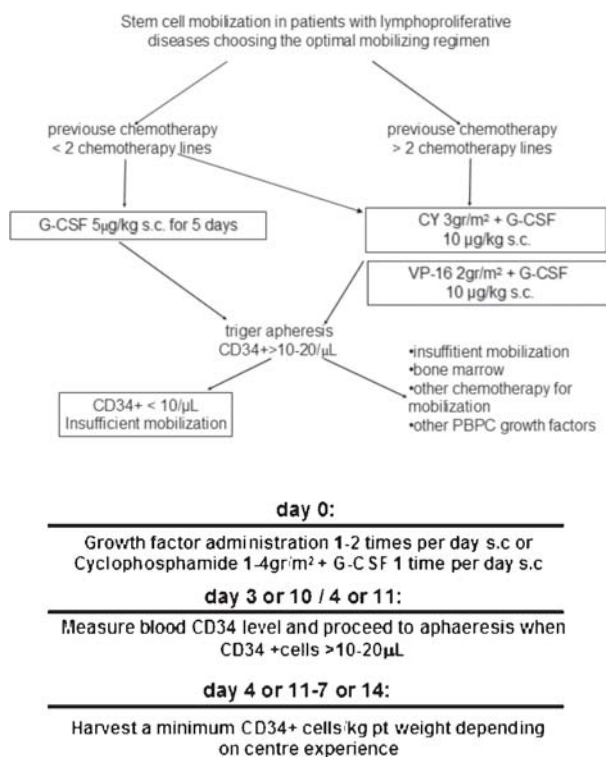 Stem cell mobilization in patients with lymphoproliferative
diseases choosing the optimal mobilizing regimen
previouse chemotherapy
< 2 chemotherapy lines
previouse chemotherapy
> 2 chemotherapy lines
G-CSF 5µg/kg s.c. for 5 days
CY 3gr/m² + G-CSF
10 µg/kg s.c.
VP-16 2gr/m² + G-CSF
10 µg/kg s.c.
triger apheresis
CD34+>10-20/µL
CD34+ < 10/µL
Insufficient mobilization
•insuffitient mobilization
•bone marrow
•other chemotherapy for
mobilization
•other PBPC growth factors
day 0:
Growth factor administration 1-2 times per day s.c or
Cyclophosphamide 1-4gr/m² + G-CSF 1 time per day s.c
day 3 or 10 / 4 or 11:
Measure blood CD34 level and proceed to aphaeresis when
CD34 +cells >10-20µL
day 4 or 11-7 or 14:
Harvest a minimum CD34+ cells/kg pt weight depending
on centre experience